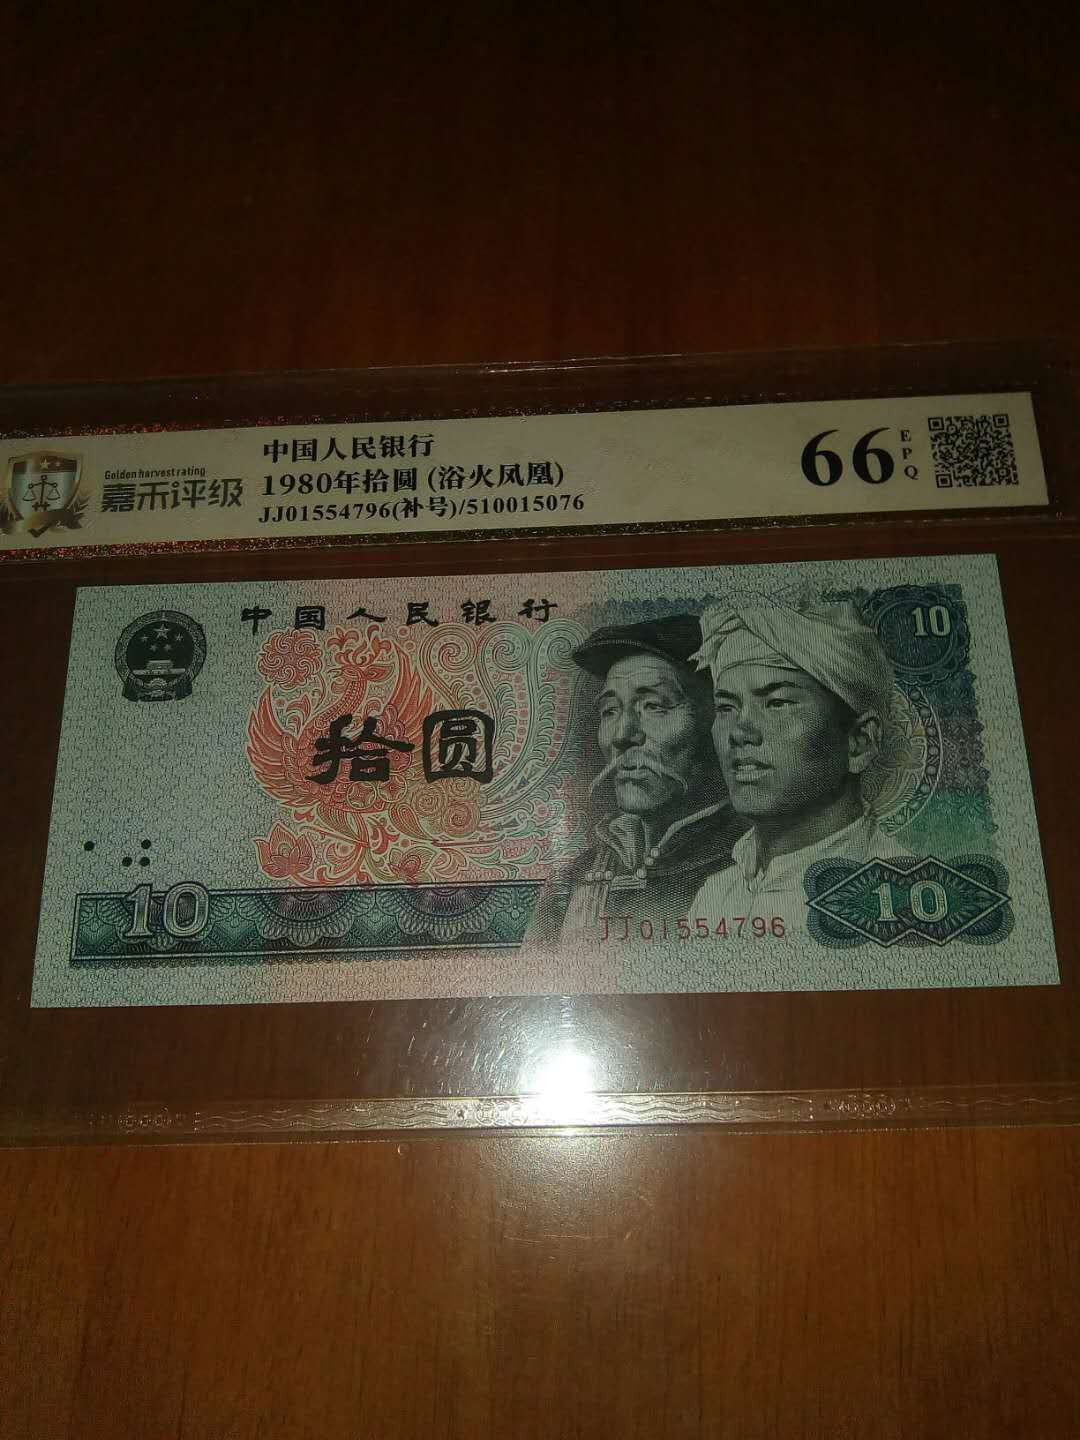 Golden harvest rating
嘉禾评级
中国人民银行
1980年拾圆 (浴火凤凰)
JJ01554796(补号)/510015076
66
EPQ
中国人民银行
10
拾圆
10
JJ01554796
10